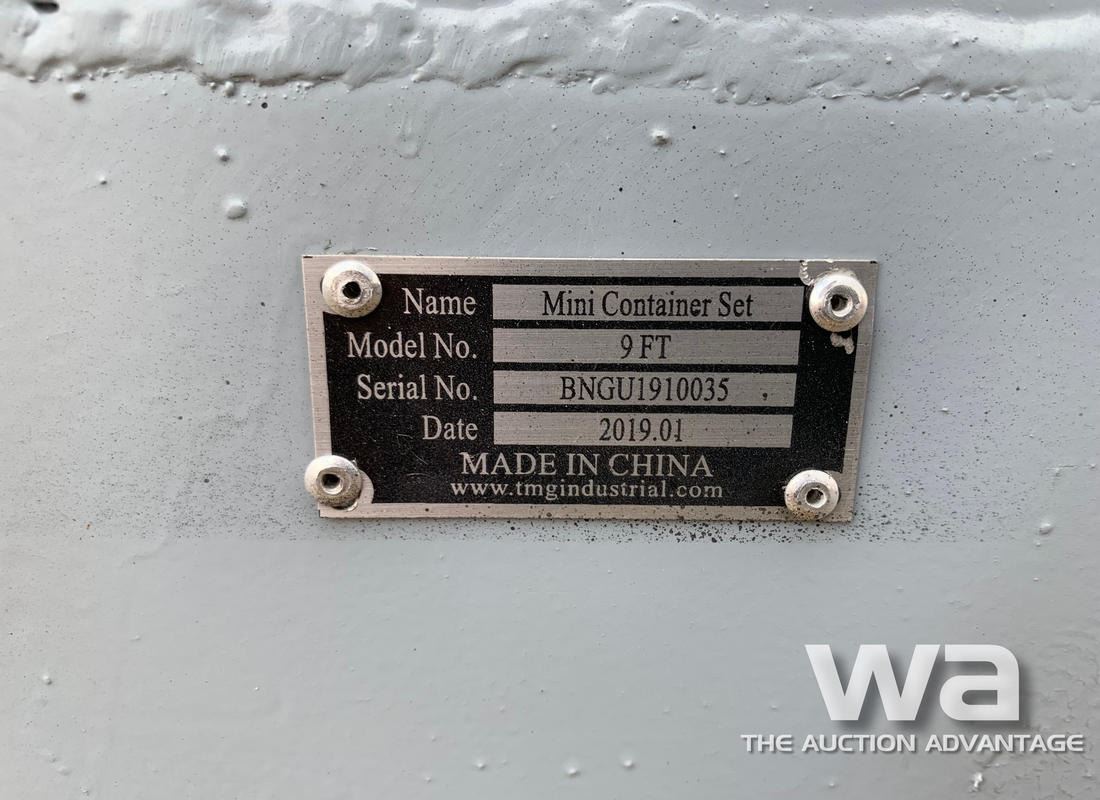 Name Mini Container Set
Model No. 9 FT
Serial No. BNGU1910035
Date 2019.01
MADE IN CHINA
www.tmgindustrial.com
wa
THE AUCTION ADVANTAGE